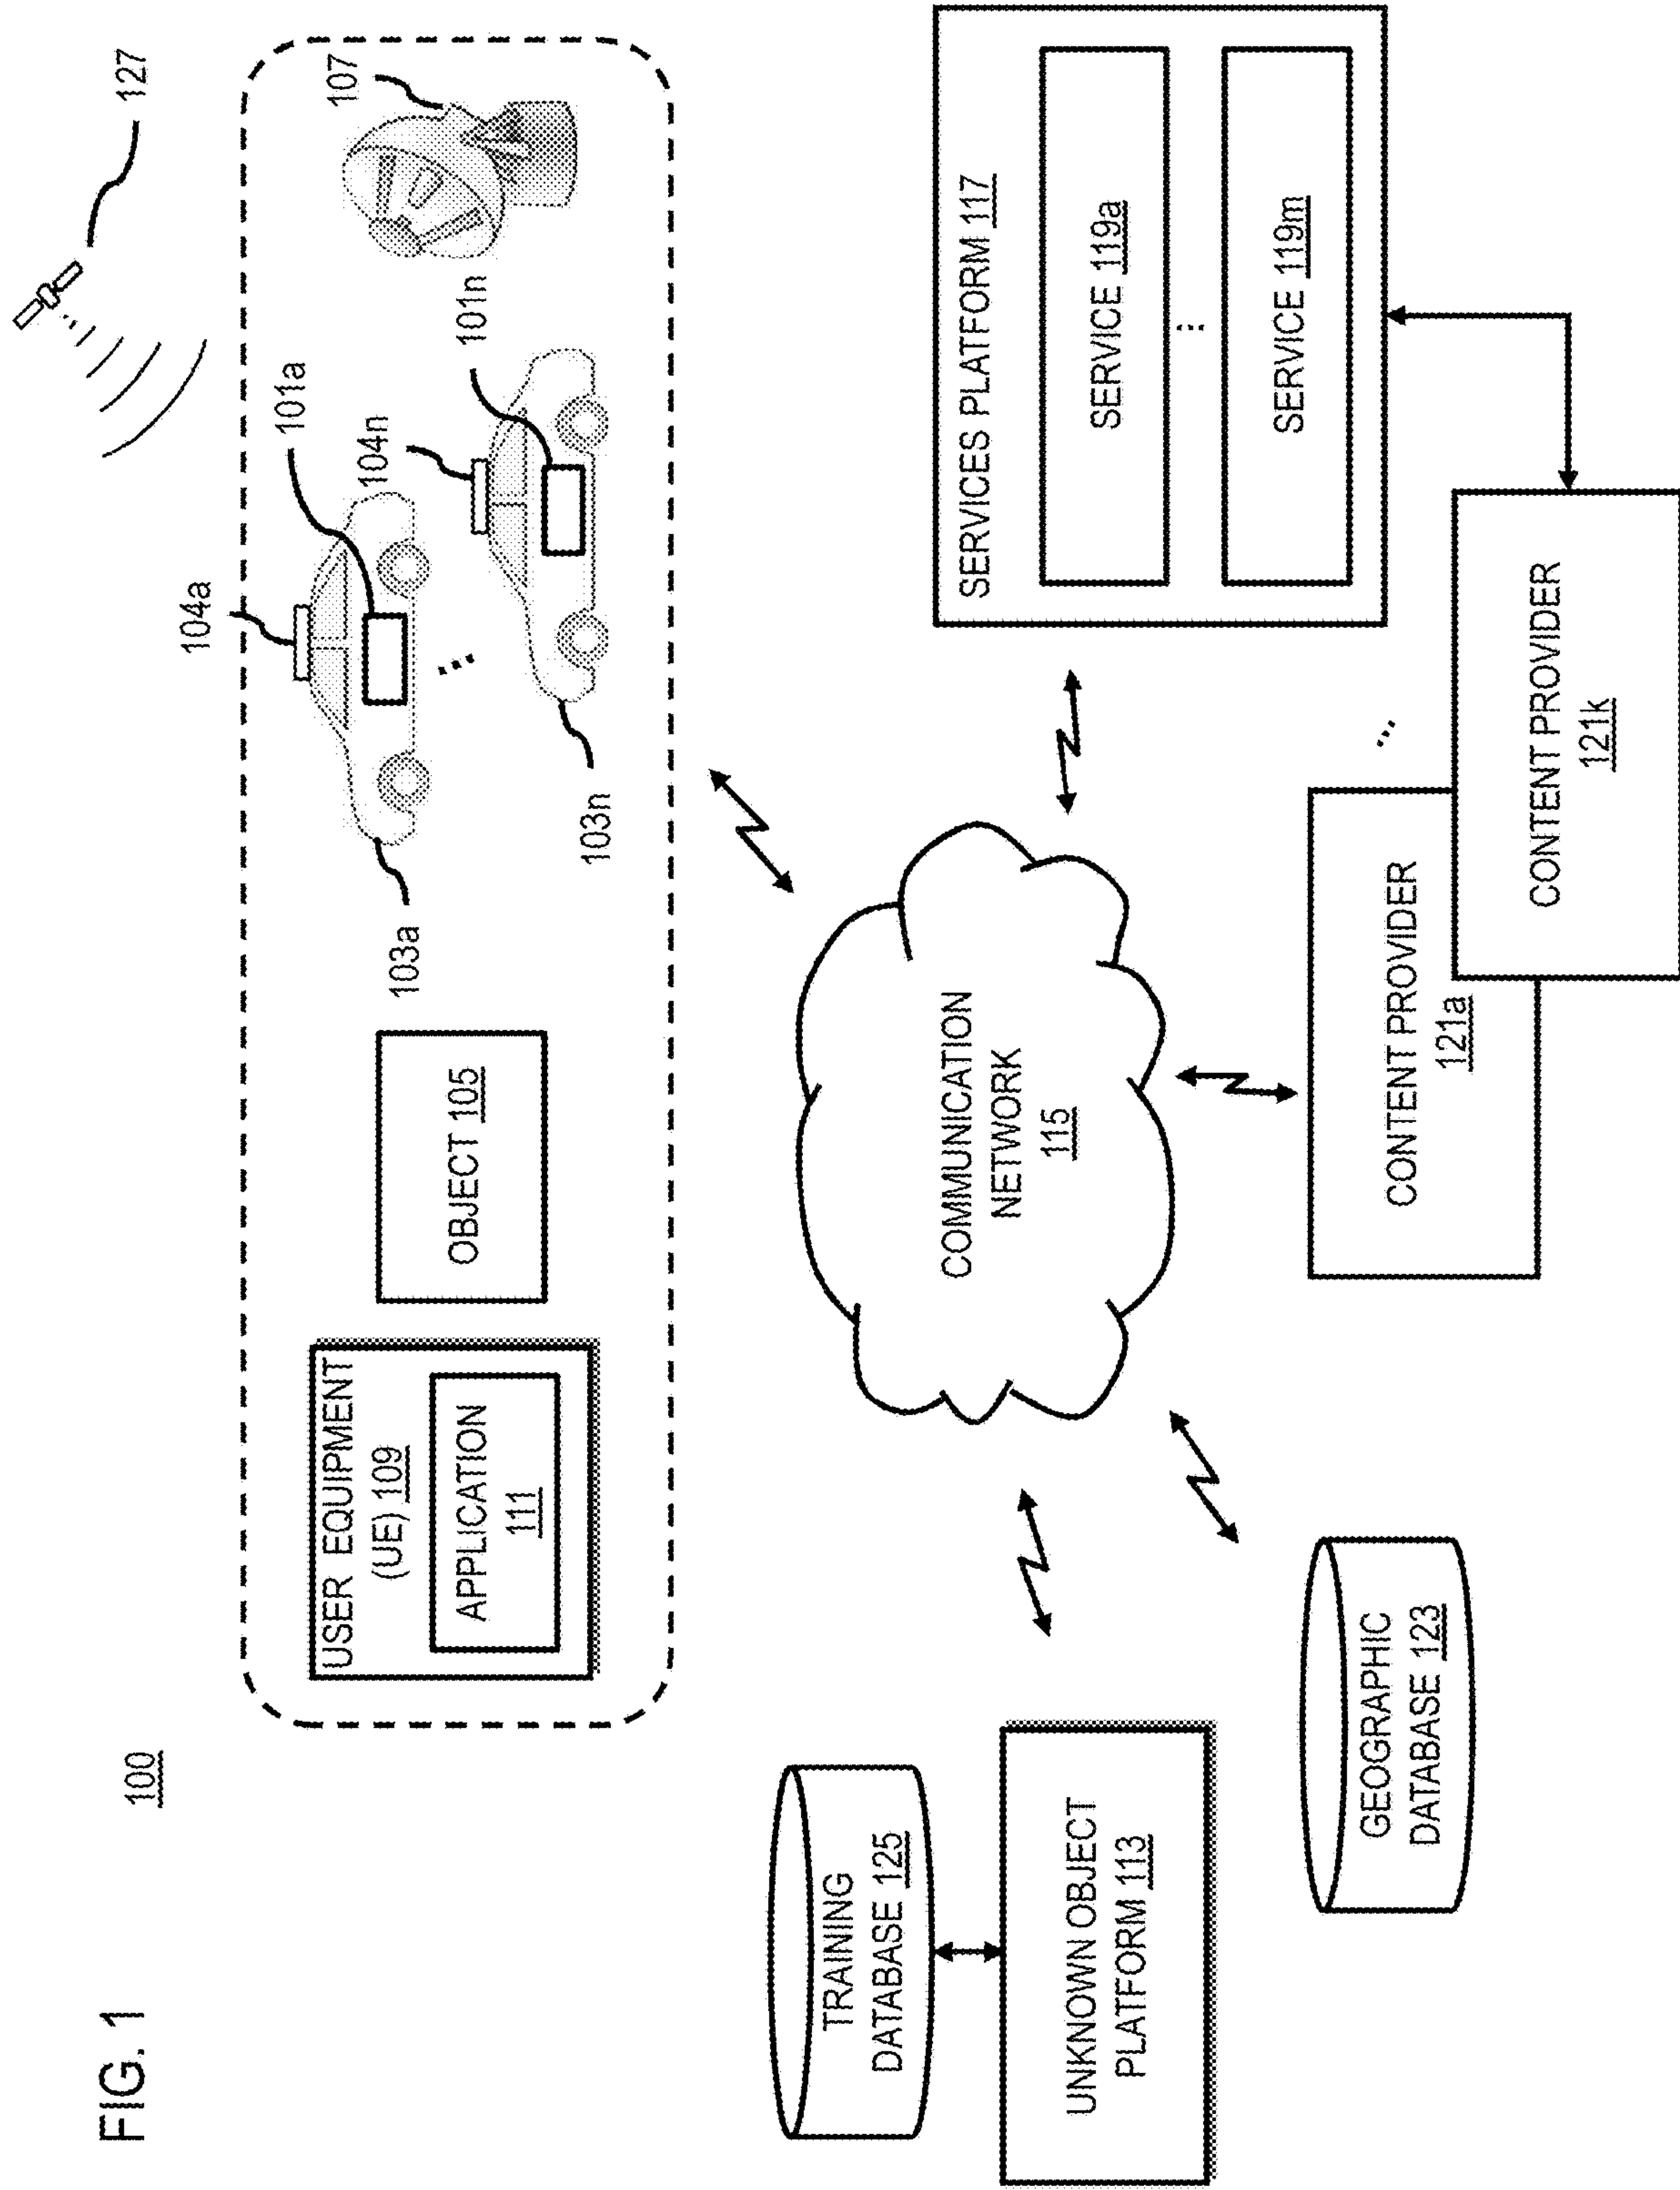 FIG. 1
100
127
USER EQUIPMENT
(UE) 109
APPLICATION
111
OBJECT 105
103a
104a
101a
103n
104n
101n
107
COMMUNICATION
NETWORK
115
SERVICES PLATFORM 117
SERVICE 119a
...
SERVICE 119m
TRAINING
DATABASE 125
UNKNOWN OBJECT
PLATFORM 113
GEOGRAPHIC
DATABASE 123
CONTENT PROVIDER
121a
...
CONTENT PROVIDER
121k